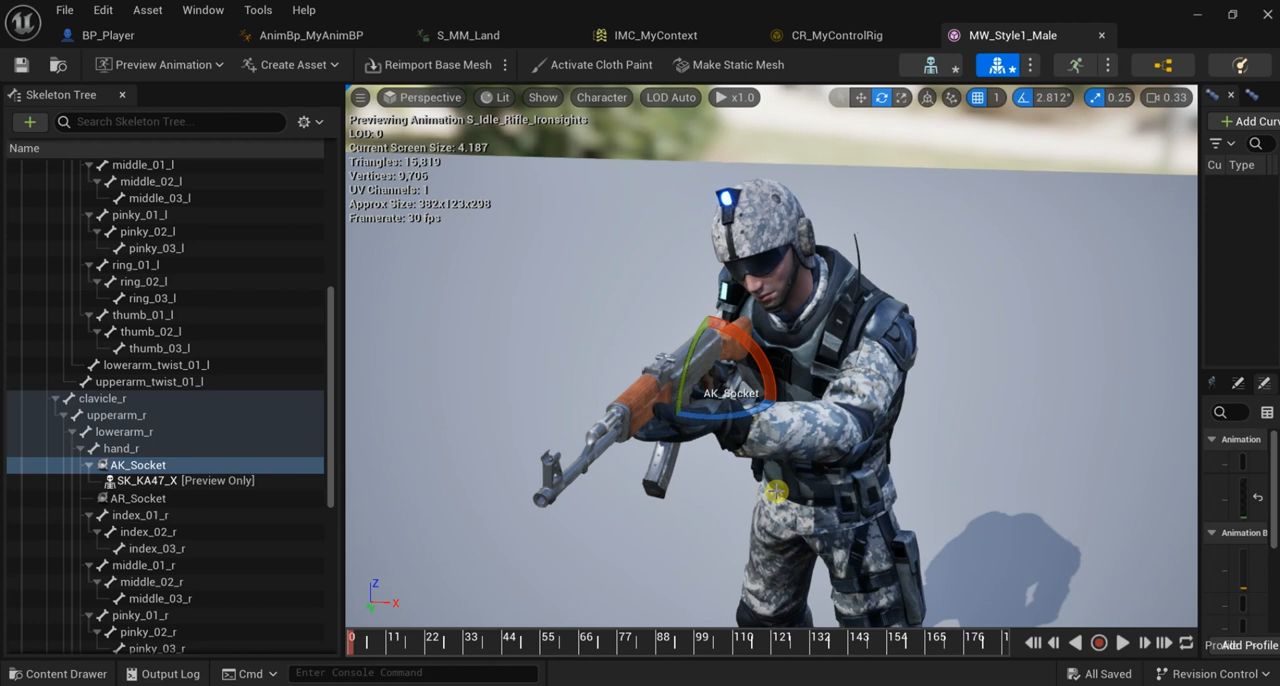 File Edit Asset Window Tools Help
BP_Player AnimBp_MyAnimBP S_MM_Land IMC_MyContext CR_MyControlRig MW_Style1_Male
Preview Animation Create Asset Reimport Base Mesh Activate Cloth Paint Make Static Mesh
Skeleton Tree
Search Skeleton Tree...
Name
middle_01_l
middle_02_l
middle_03_l
pinky_01_l
pinky_02_l
pinky_03_l
ring_01_l
ring_02_l
ring_03_l
thumb_01_l
thumb_02_l
thumb_03_l
lowerarm_twist_01_l
upperarm_twist_01_l
clavicle_r
upperarm_r
lowerarm_r
hand_r
AK_Socket
SK_KA47_X [Preview Only]
AR_Socket
index_01_r
index_02_r
index_03_r
middle_01_r
middle_02_r
middle_03_r
pinky_01_r
pinky_02_r
pinky_03_r
Perspective Lit Show Character LOD Auto x1.0 1 2.812° 0.25 0.33
Previewing Animation S_Idle_Rifle_Ironsights
LOD: 0
Current Screen Size: 4.187
Triangles: 15,819
Vertices: 9,705
UV Channels: 1
Approx Size: 382x123x298
Framerate: 30 fps
AK_Socket
Z
X
0 11 22 33 44 55 66 77 88 99 110 121 132 143 154 165 176 1
Add Cur
Cu Type
Animation
Animation B
Add Profile
Content Drawer Output Log Cmd Enter Console Command All Saved Revision Control